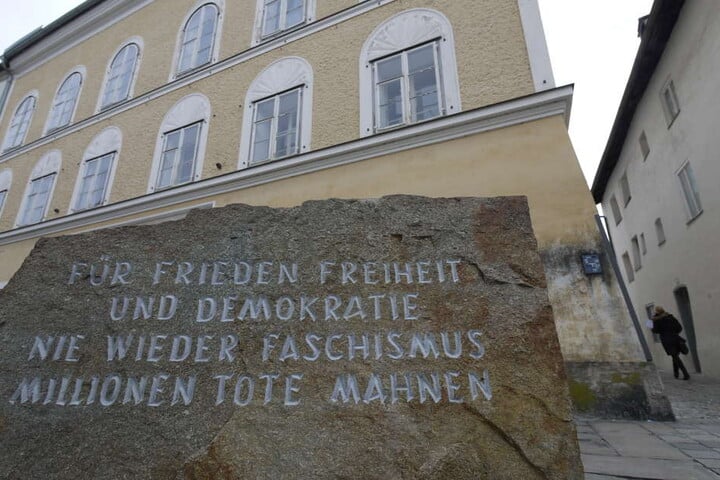 FÜR FRIEDEN FREIHEIT
UND DEMOKRATIE
NIE WIEDER FASCHISMUS
MILLIONEN TOTE MAHNEN